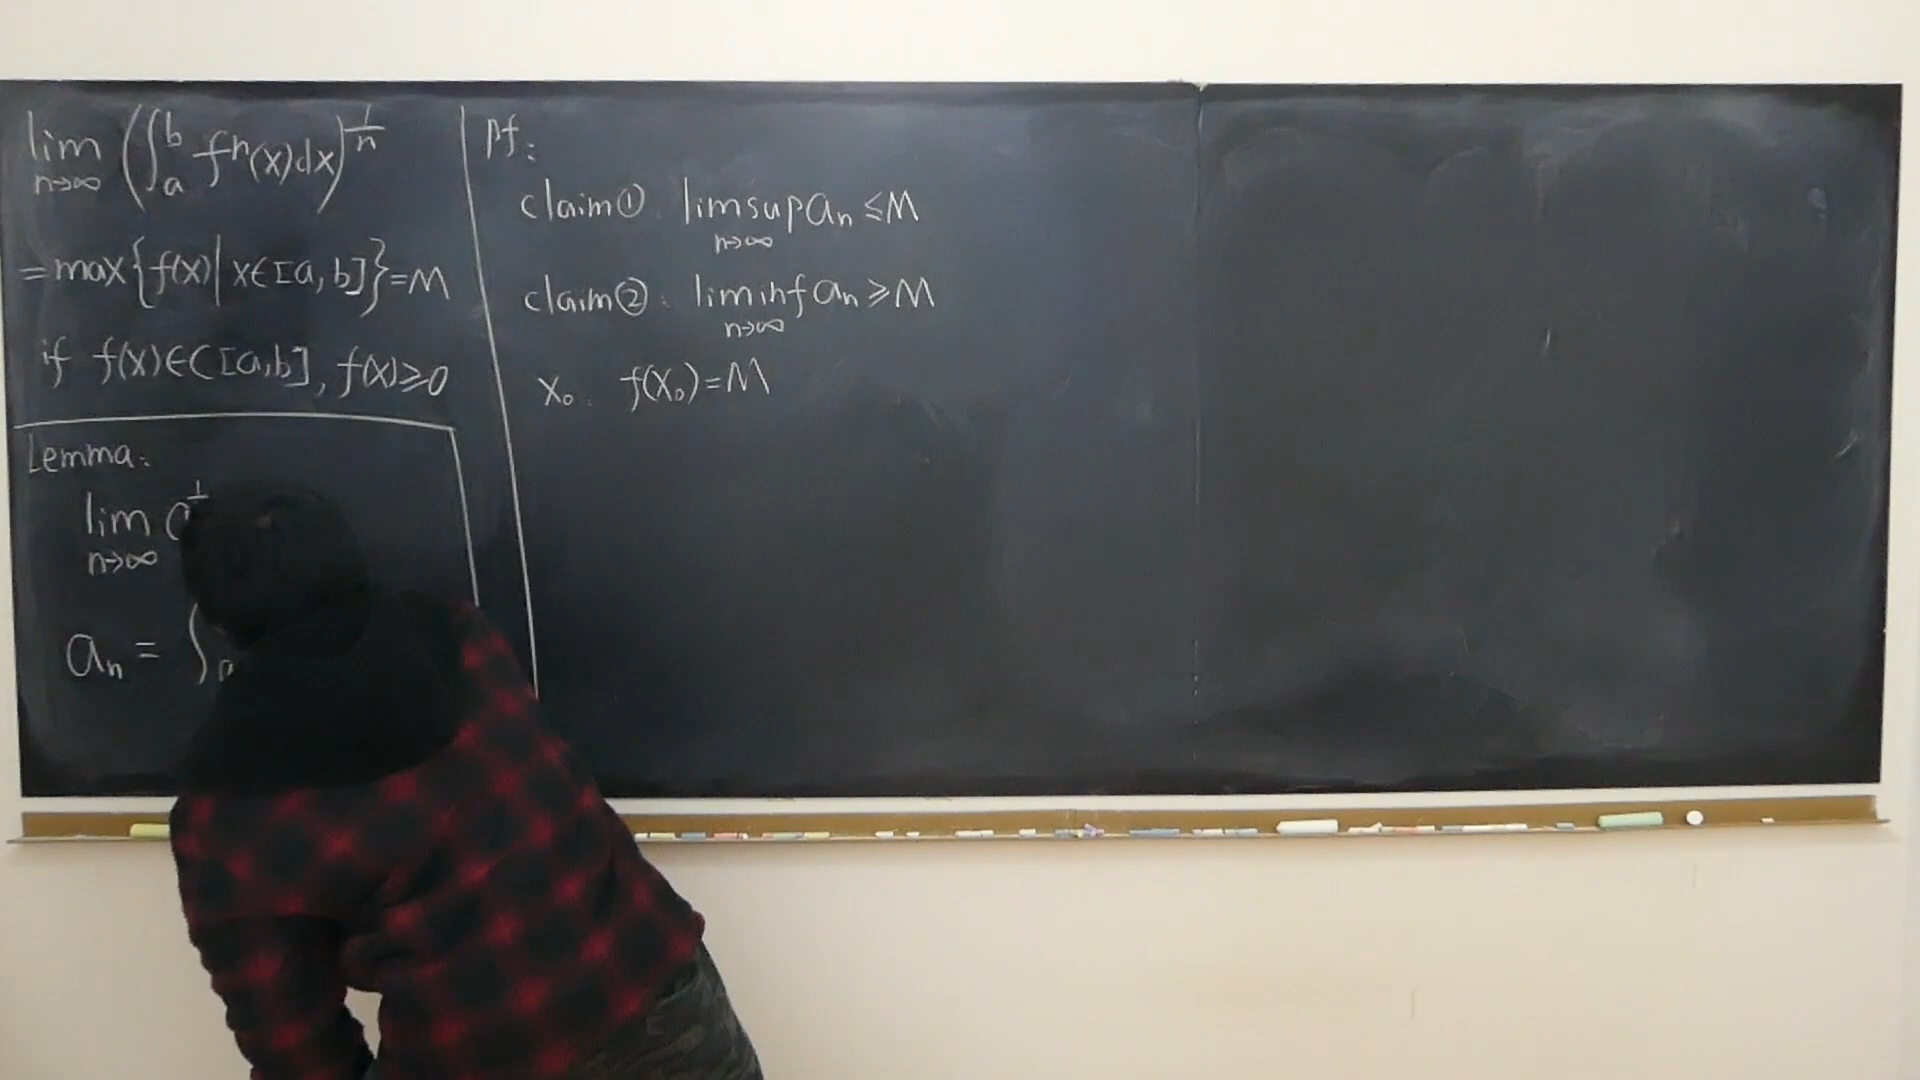 lim n→∞ (∫_a^b fⁿ(x)dx)^{1/n}
=max{f(x)|x∈[a,b]}=M
if f(x)∈C[a,b], f(x)≥0
Lemma:
lim n→∞
a_n = ∫
pf:
claim① : limsup n→∞ a_n ≤M
claim② : liminf n→∞ a_n ≥M
x₀ : f(x₀)=M